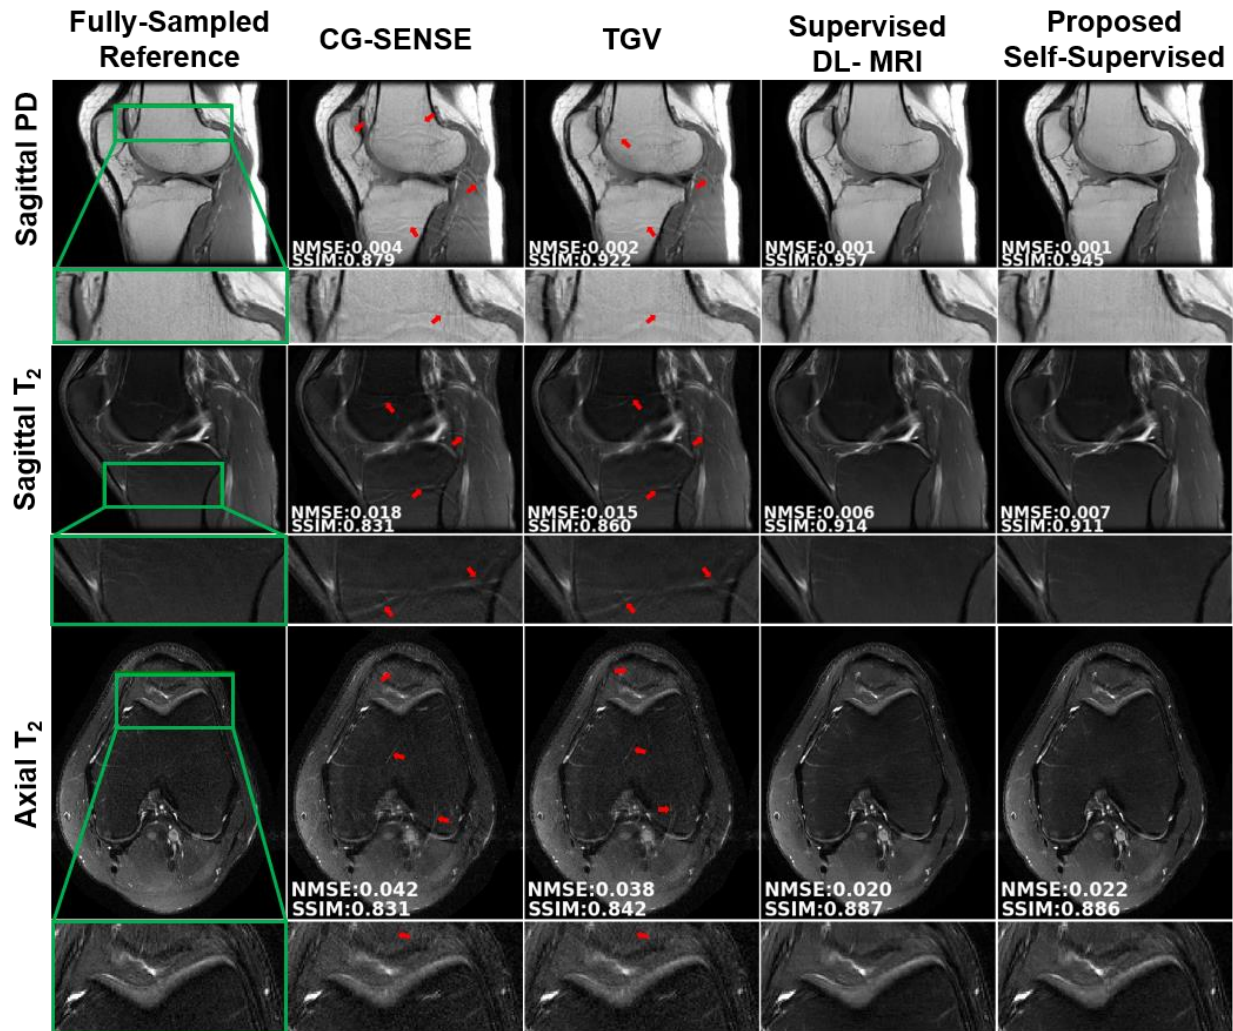 Fully-Sampled
Reference
CG-SENSE
TGV
Supervised
DL- MRI
Proposed
Self-Supervised
Sagittal PD
NMSE:0.004
SSIM:0.879
NMSE:0.002
SSIM:0.922
NMSE:0.001
SSIM:0.957
NMSE:0.001
SSIM:0.945
Sagittal T₂
NMSE:0.018
SSIM:0.831
NMSE:0.015
SSIM:0.860
NMSE:0.006
SSIM:0.914
NMSE:0.007
SSIM:0.911
Axial T₂
NMSE:0.042
SSIM:0.831
NMSE:0.038
SSIM:0.842
NMSE:0.020
SSIM:0.887
NMSE:0.022
SSIM:0.886